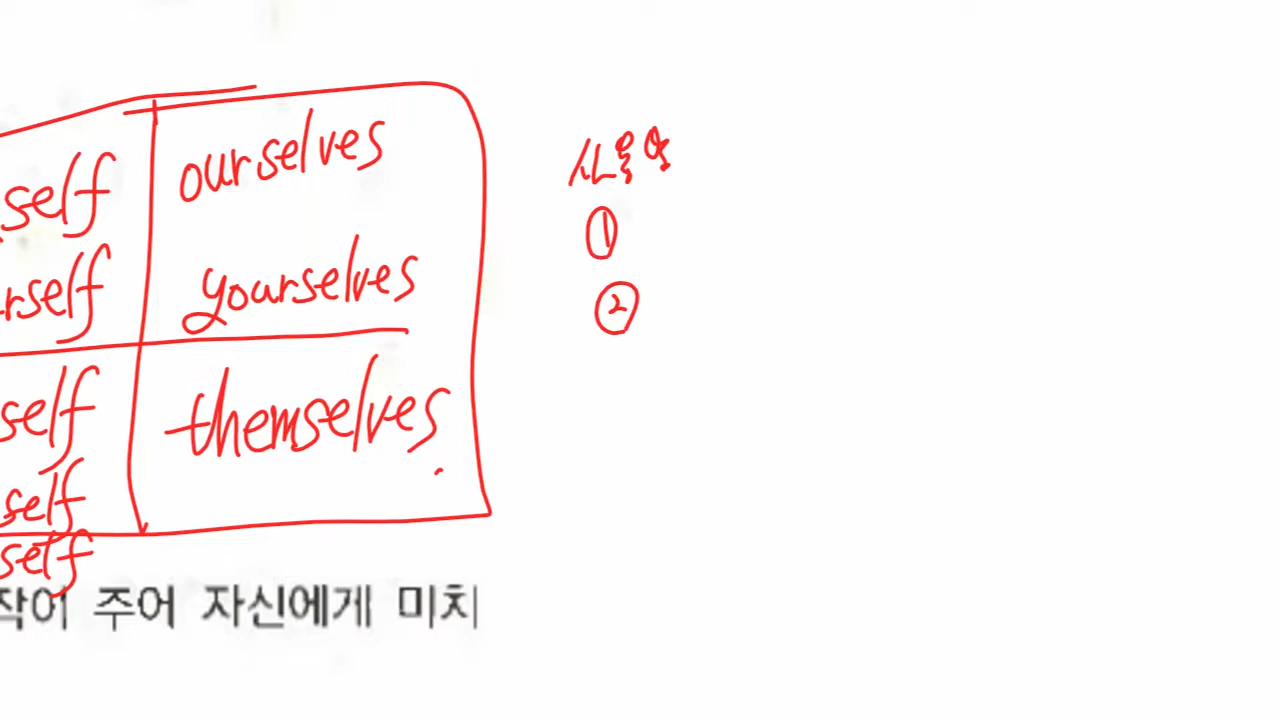 self ourselves
rself yourselves
self themselves
self
self
사용법
①
②
작이 주어 자신에게 미치